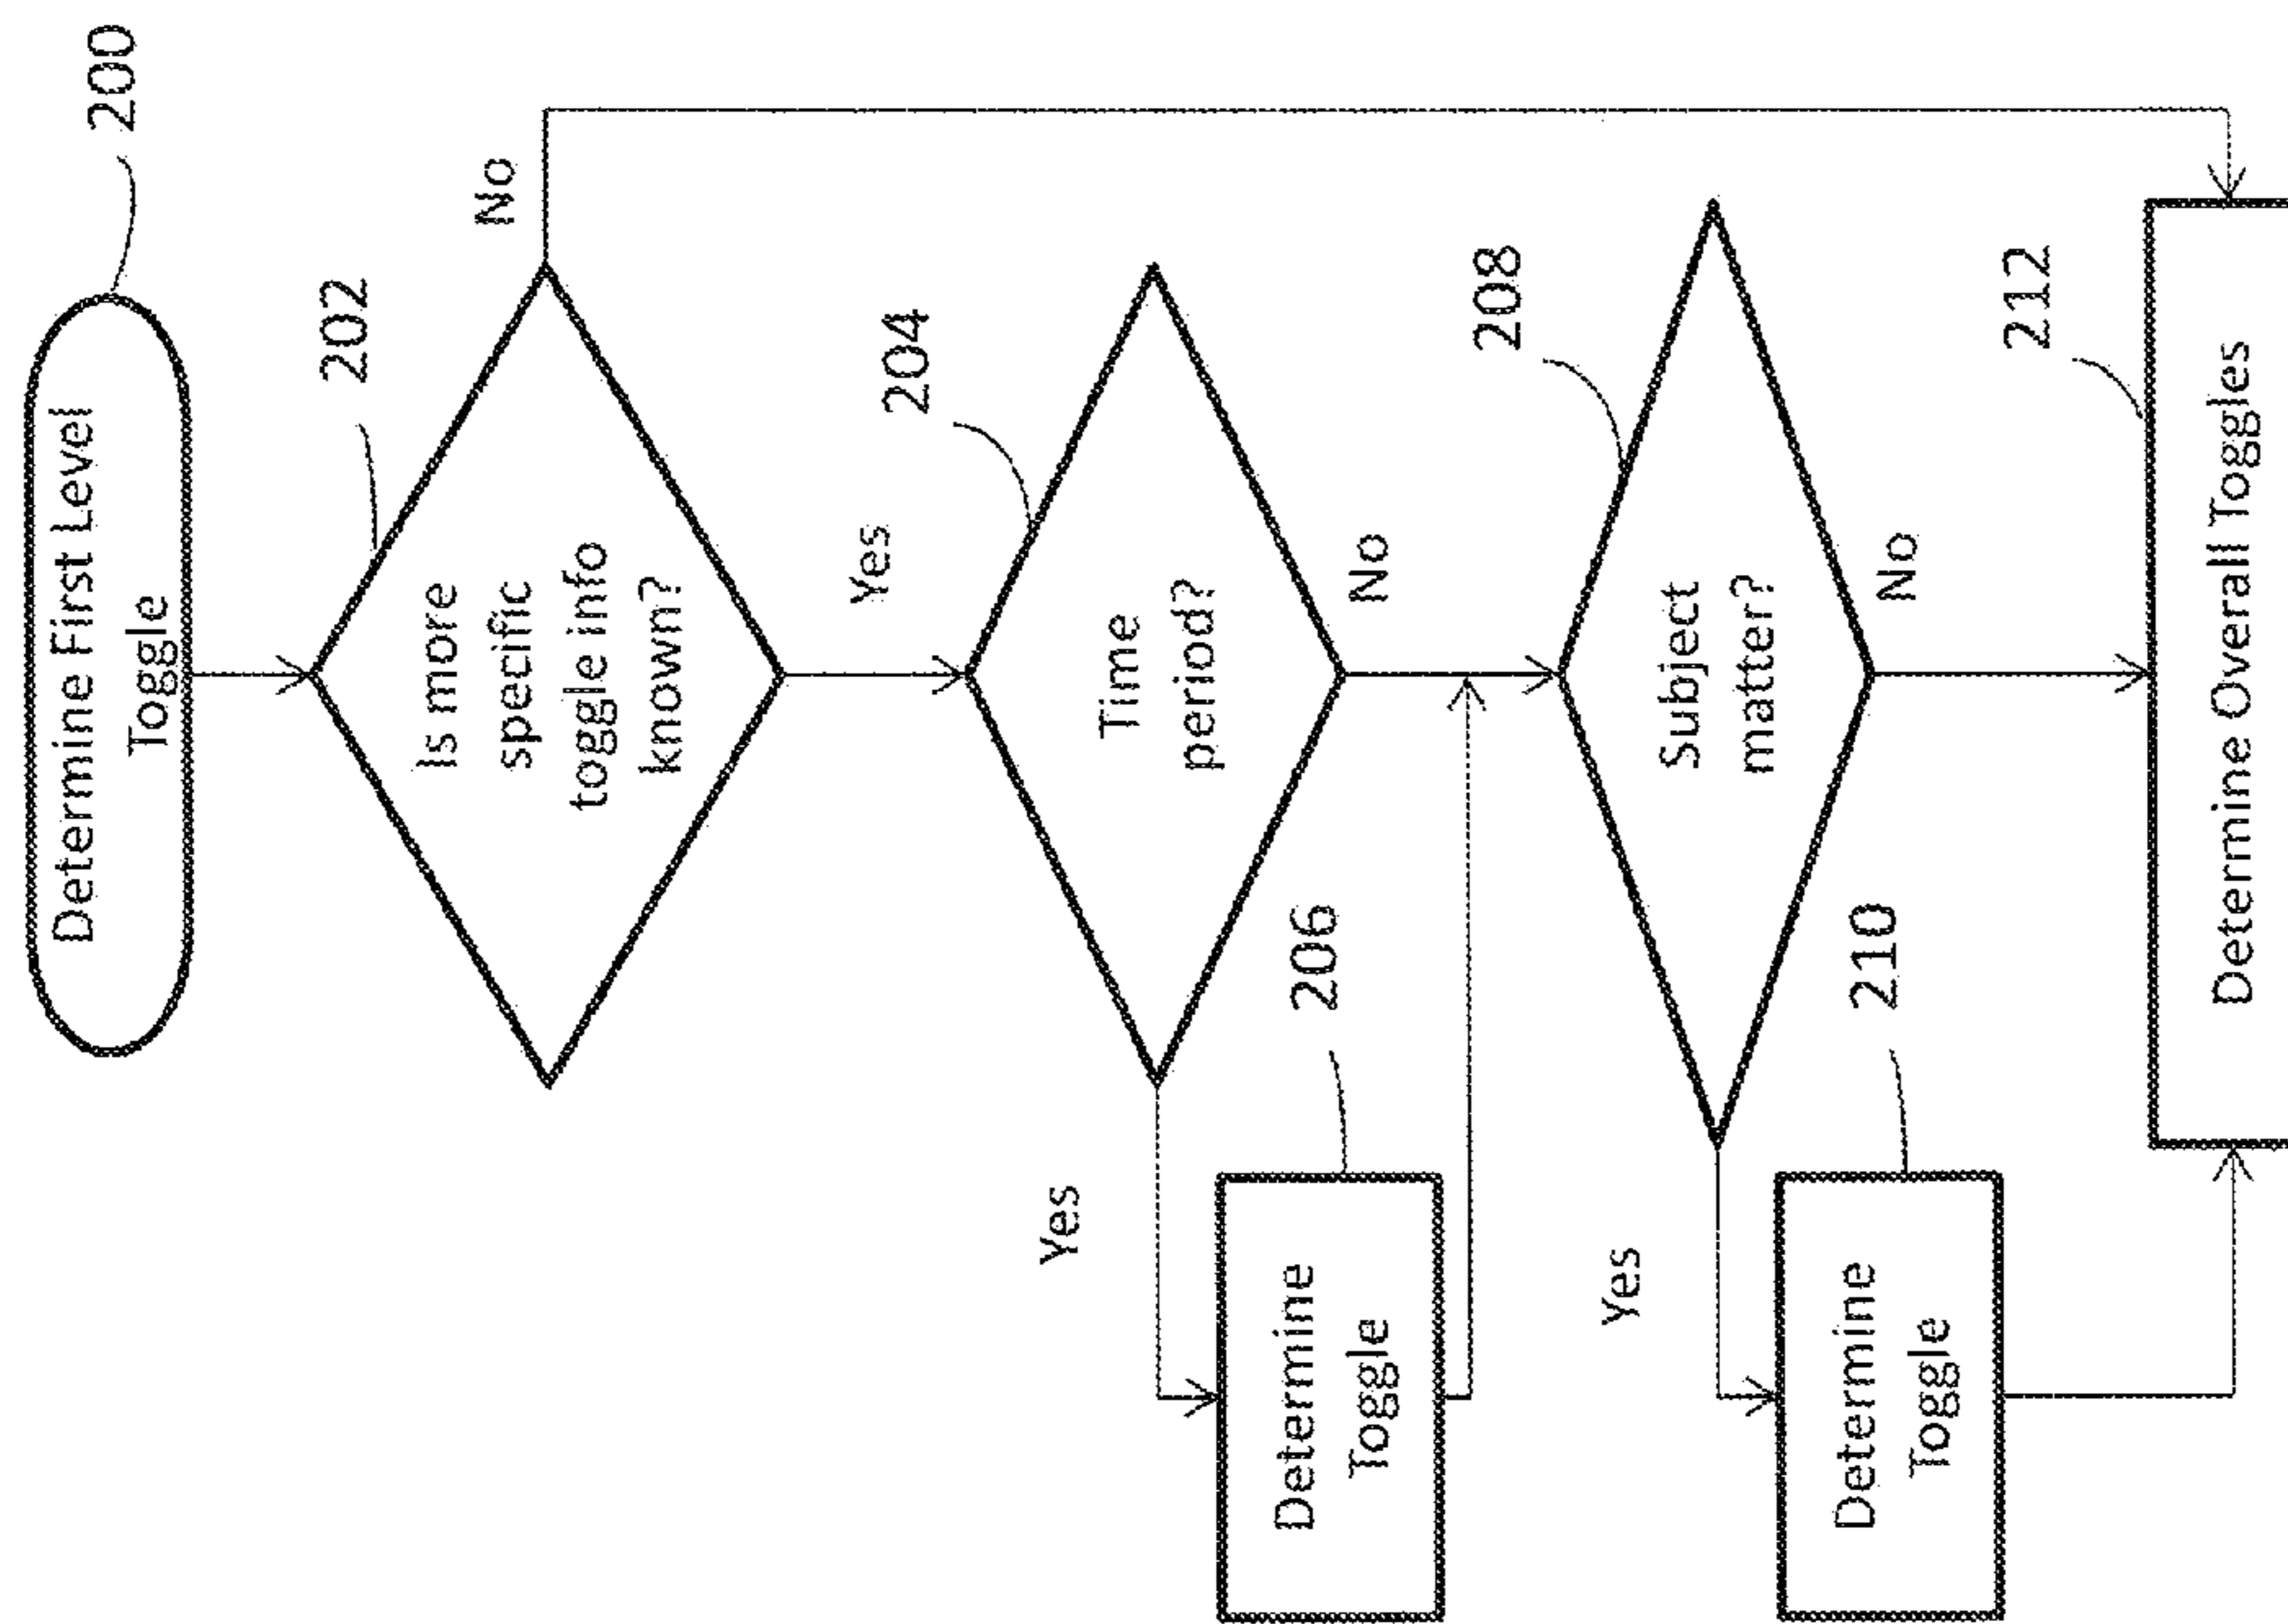 200
Determine First Level
Toggle
202
Is more
specific
toggle info
known?
No
Yes
204
Time
period?
Yes
No
206
Determine
Toggle
208
Subject
matter?
Yes
No
210
Determine
Toggle
212
Determine Overall Toggles